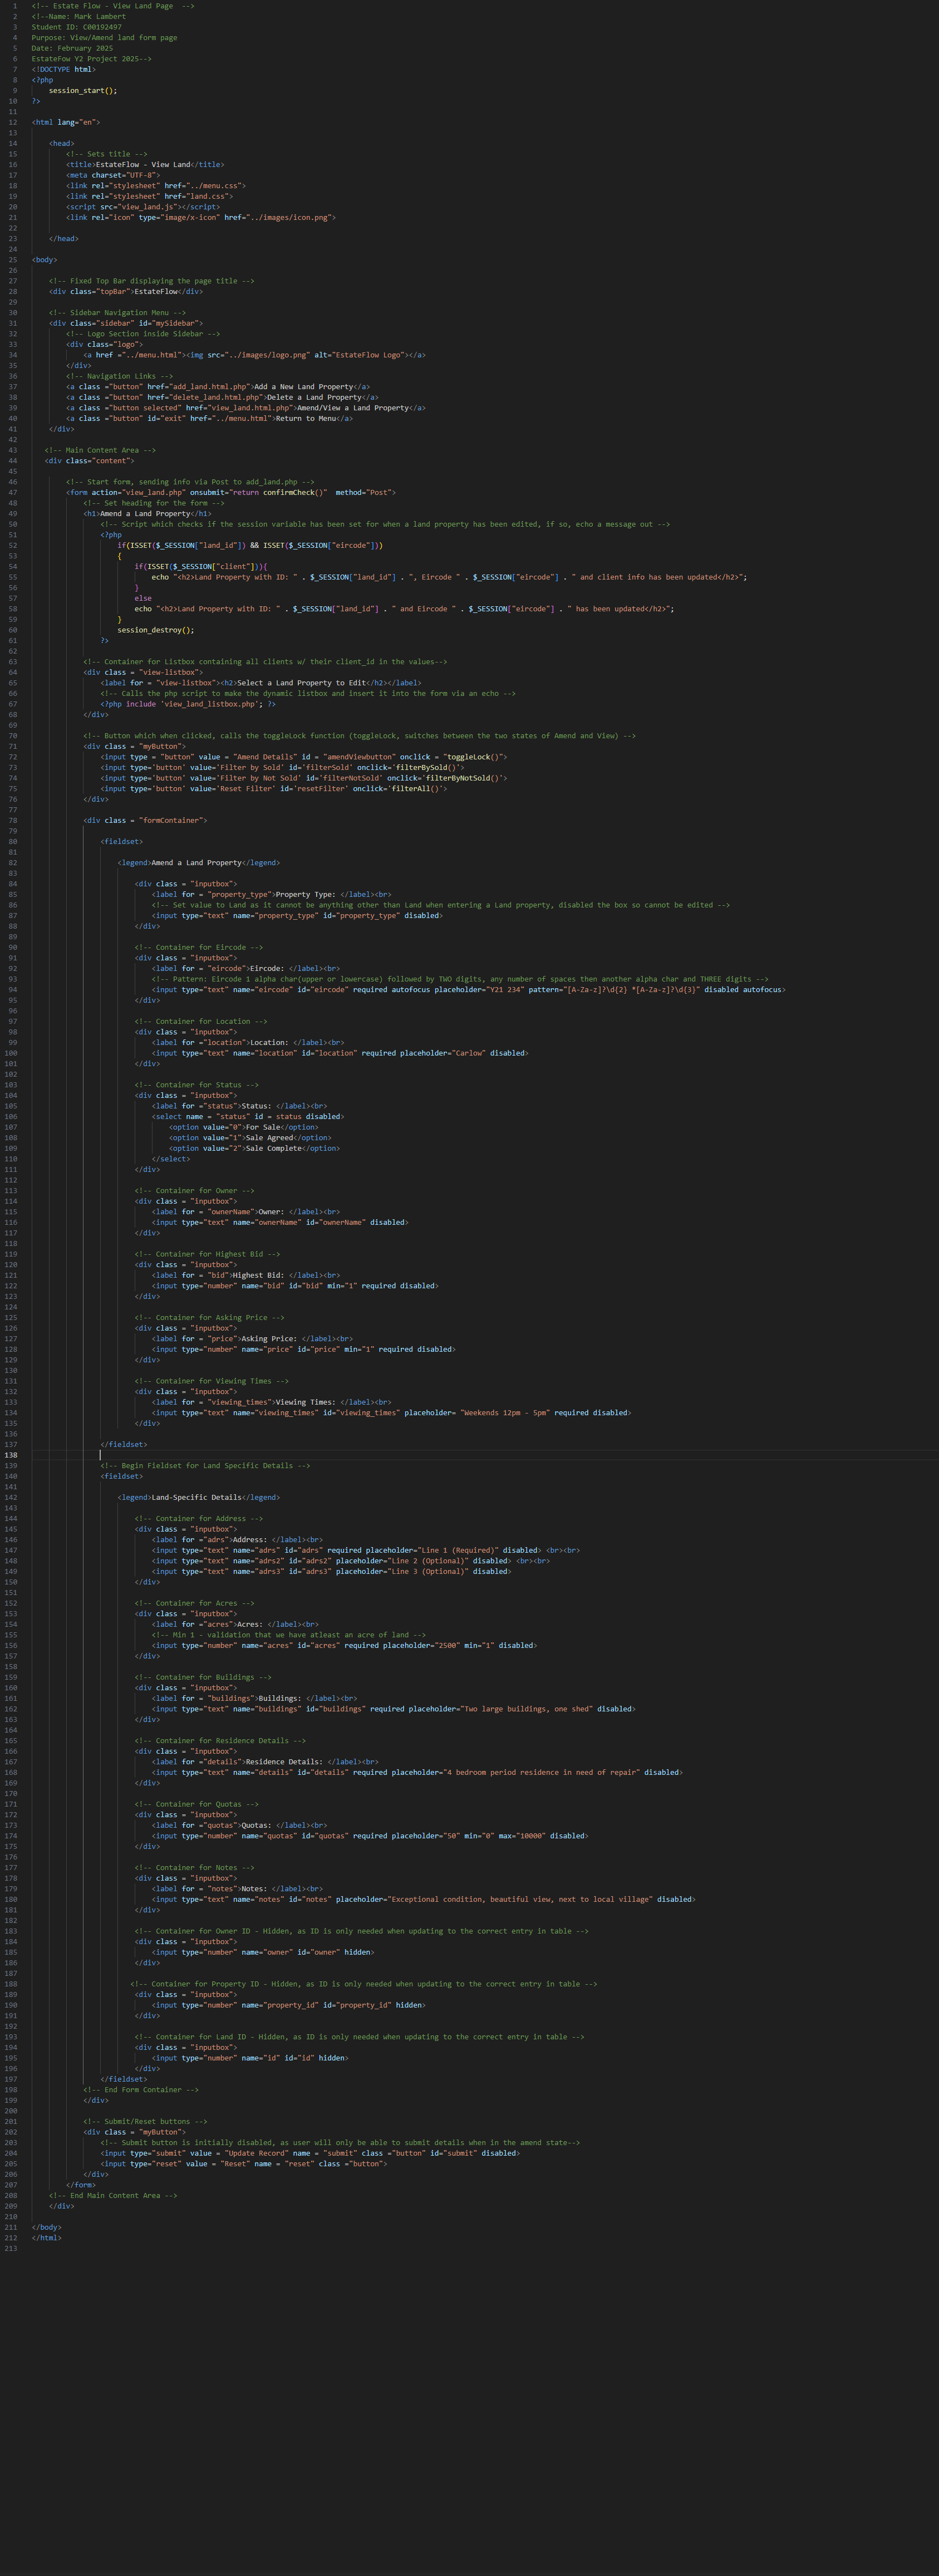 1 <!-- Estate Flow - View Land Page  -->
2 <!--Name: Mark Lambert
3 Student ID: C00192497
4 Purpose: View/Amend land form page
5 Date: February 2025
6 EstateFow Y2 Project 2025-->
7 <!DOCTYPE html>
8 <?php
9     session_start();
10 ?>
11
12 <html lang="en">
13
14     <head>
15         <!-- Sets title -->
16         <title>EstateFlow - View Land</title>
17         <meta charset="UTF-8">
18         <link rel="stylesheet" href="../menu.css">
19         <link rel="stylesheet" href="land.css">
20         <script src="view_land.js"></script>
21         <link rel="icon" type="image/x-icon" href="../images/icon.png">
22
23     </head>
24
25 <body>
26
27     <!-- Fixed Top Bar displaying the page title -->
28     <div class="topBar">EstateFlow</div>
29
30     <!-- Sidebar Navigation Menu -->
31     <div class="sidebar" id="mySidebar">
32         <!-- Logo Section inside Sidebar -->
33         <div class="logo">
34             <a href ="../menu.html"><img src="../images/logo.png" alt="EstateFlow Logo"></a>
35         </div>
36         <!-- Navigation Links -->
37         <a class ="button" href="add_land.html.php">Add a New Land Property</a>
38         <a class ="button" href="delete_land.html.php">Delete a Land Property</a>
39         <a class ="button selected" href="view_land.html.php">Amend/View a Land Property</a>
40         <a class ="button" id="exit" href="../menu.html">Return to Menu</a>
41     </div>
42
43    <!-- Main Content Area -->
44    <div class="content">
45
46         <!-- Start form, sending info via Post to add_land.php -->
47         <form action="view_land.php" onsubmit="return confirmCheck()"  method="Post">
48             <!-- Set heading for the form -->
49             <h1>Amend a Land Property</h1>
50                 <!-- Script which checks if the session variable has been set for when a land property has been edited, if so, echo a message out -->
51                 <?php
52                     if(ISSET($_SESSION["land_id"]) && ISSET($_SESSION["eircode"]))
53                     {
54                         if(ISSET($_SESSION["client"])){
55                             echo "<h2>Land Property with ID: " . $_SESSION["land_id"] . ", Eircode " . $_SESSION["eircode"] . " and client info has been updated</h2>";
56                         }
57                         else
58                         echo "<h2>Land Property with ID: " . $_SESSION["land_id"] . " and Eircode " . $_SESSION["eircode"] . " has been updated</h2>";
59                     }
60                     session_destroy();
61                 ?>
62
63             <!-- Container for Listbox containing all clients w/ their client_id in the values-->
64             <div class = "view-listbox">
65                 <label for = "view-listbox"><h2>Select a Land Property to Edit</h2></label>
66                 <!-- Calls the php script to make the dynamic listbox and insert it into the form via an echo -->
67                 <?php include 'view_land_listbox.php'; ?>
68             </div>
69
70             <!-- Button which when clicked, calls the toggleLock function (toggleLock, switches between the two states of Amend and View) -->
71             <div class = "myButton">
72                 <input type = "button" value = "Amend Details" id = "amendViewbutton" onclick = "toggleLock()">
73                 <input type='button' value='Filter by Sold' id='filterSold' onclick='filterBySold()'>
74                 <input type='button' value='Filter by Not Sold' id='filterNotSold' onclick='filterByNotSold()'>
75                 <input type='button' value='Reset Filter' id='resetFilter' onclick='filterAll()'>
76             </div>
77
78             <div class = "formContainer">
79
80                 <fieldset>
81
82                     <legend>Amend a Land Property</legend>
83
84                         <div class = "inputbox">
85                             <label for = "property_type">Property Type: </label><br>
86                             <!-- Set value to Land as it cannot be anything other than Land when entering a Land property, disabled the box so cannot be edited -->
87                             <input type="text" name="property_type" id="property_type" disabled>
88                         </div>
89
90                         <!-- Container for Eircode -->
91                         <div class = "inputbox">
92                             <label for = "eircode">Eircode: </label><br>
93                             <!-- Pattern: Eircode 1 alpha char(upper or lowercase) followed by TWO digits, any number of spaces then another alpha char and THREE digits -->
94                             <input type="text" name="eircode" id="eircode" required autofocus placeholder="Y21 234" pattern="[A-Za-z]?\d{2} *[A-Za-z]?\d{3}" disabled autofocus>
95                         </div>
96
97                         <!-- Container for Location -->
98                         <div class = "inputbox">
99                             <label for ="location">Location: </label><br>
100                             <input type="text" name="location" id="location" required placeholder="Carlow" disabled>
101                         </div>
102
103                         <!-- Container for Status -->
104                         <div class = "inputbox">
105                             <label for ="status">Status: </label><br>
106                             <select name = "status" id = status disabled>
107                                 <option value="0">For Sale</option>
108                                 <option value="1">Sale Agreed</option>
109                                 <option value="2">Sale Complete</option>
110                             </select>
111                         </div>
112
113                         <!-- Container for Owner -->
114                         <div class = "inputbox">
115                             <label for = "ownerName">Owner: </label><br>
116                             <input type="text" name="ownerName" id="ownerName" disabled>
117                         </div>
118
119                         <!-- Container for Highest Bid -->
120                         <div class = "inputbox">
121                             <label for = "bid">Highest Bid: </label><br>
122                             <input type="number" name="bid" id="bid" min="1" required disabled>
123                         </div>
124
125                         <!-- Container for Asking Price -->
126                         <div class = "inputbox">
127                             <label for = "price">Asking Price: </label><br>
128                             <input type="number" name="price" id="price" min="1" required disabled>
129                         </div>
130
131                         <!-- Container for Viewing Times -->
132                         <div class = "inputbox">
133                             <label for = "viewing_times">Viewing Times: </label><br>
134                             <input type="text" name="viewing_times" id="viewing_times" placeholder= "Weekends 12pm - 5pm" required disabled>
135                         </div>
136
137                 </fieldset>
138
139                 <!-- Begin Fieldset for Land Specific Details -->
140                 <fieldset>
141
142                     <legend>Land-Specific Details</legend>
143
144                         <!-- Container for Address -->
145                         <div class = "inputbox">
146                             <label for ="adrs">Address: </label><br>
147                             <input type="text" name="adrs" id="adrs" required placeholder="Line 1 (Required)" disabled> <br><br>
148                             <input type="text" name="adrs2" id="adrs2" placeholder="Line 2 (Optional)" disabled> <br><br>
149                             <input type="text" name="adrs3" id="adrs3" placeholder="Line 3 (Optional)" disabled>
150                         </div>
151
152                         <!-- Container for Acres -->
153                         <div class = "inputbox">
154                             <label for ="acres">Acres: </label><br>
155                             <!-- Min 1 - validation that we have atleast an acre of land -->
156                             <input type="number" name="acres" id="acres" required placeholder="2500" min="1" disabled>
157                         </div>
158
159                         <!-- Container for Buildings -->
160                         <div class = "inputbox">
161                             <label for = "buildings">Buildings: </label><br>
162                             <input type="text" name="buildings" id="buildings" required placeholder="Two large buildings, one shed" disabled>
163                         </div>
164
165                         <!-- Container for Residence Details -->
166                         <div class = "inputbox">
167                             <label for ="details">Residence Details: </label><br>
168                             <input type="text" name="details" id="details" required placeholder="4 bedroom period residence in need of repair" disabled>
169                         </div>
170
171                         <!-- Container for Quotas -->
172                         <div class = "inputbox">
173                             <label for ="quotas">Quotas: </label><br>
174                             <input type="number" name="quotas" id="quotas" required placeholder="50" min="0" max="10000" disabled>
175                         </div>
176
177                         <!-- Container for Notes -->
178                         <div class = "inputbox">
179                             <label for = "notes">Notes: </label><br>
180                             <input type="text" name="notes" id="notes" placeholder="Exceptional condition, beautiful view, next to local village" disabled>
181                         </div>
182
183                         <!-- Container for Owner ID - Hidden, as ID is only needed when updating to the correct entry in table -->
184                         <div class = "inputbox">
185                             <input type="number" name="owner" id="owner" hidden>
186                         </div>
187
188                        <!-- Container for Property ID - Hidden, as ID is only needed when updating to the correct entry in table -->
189                         <div class = "inputbox">
190                             <input type="number" name="property_id" id="property_id" hidden>
191                         </div>
192
193                         <!-- Container for Land ID - Hidden, as ID is only needed when updating to the correct entry in table -->
194                         <div class = "inputbox">
195                             <input type="number" name="id" id="id" hidden>
196                         </div>
197                 </fieldset>
198             <!-- End Form Container -->
199             </div>
200
201             <!-- Submit/Reset buttons -->
202             <div class = "myButton">
203                 <!-- Submit button is initially disabled, as user will only be able to submit details when in the amend state-->
204                 <input type="submit" value = "Update Record" name = "submit" class ="button" id="submit" disabled>
205                 <input type="reset" value = "Reset" name = "reset" class ="button">
206             </div>
207         </form>
208     <!-- End Main Content Area -->
209     </div>
210
211 </body>
212 </html>
213